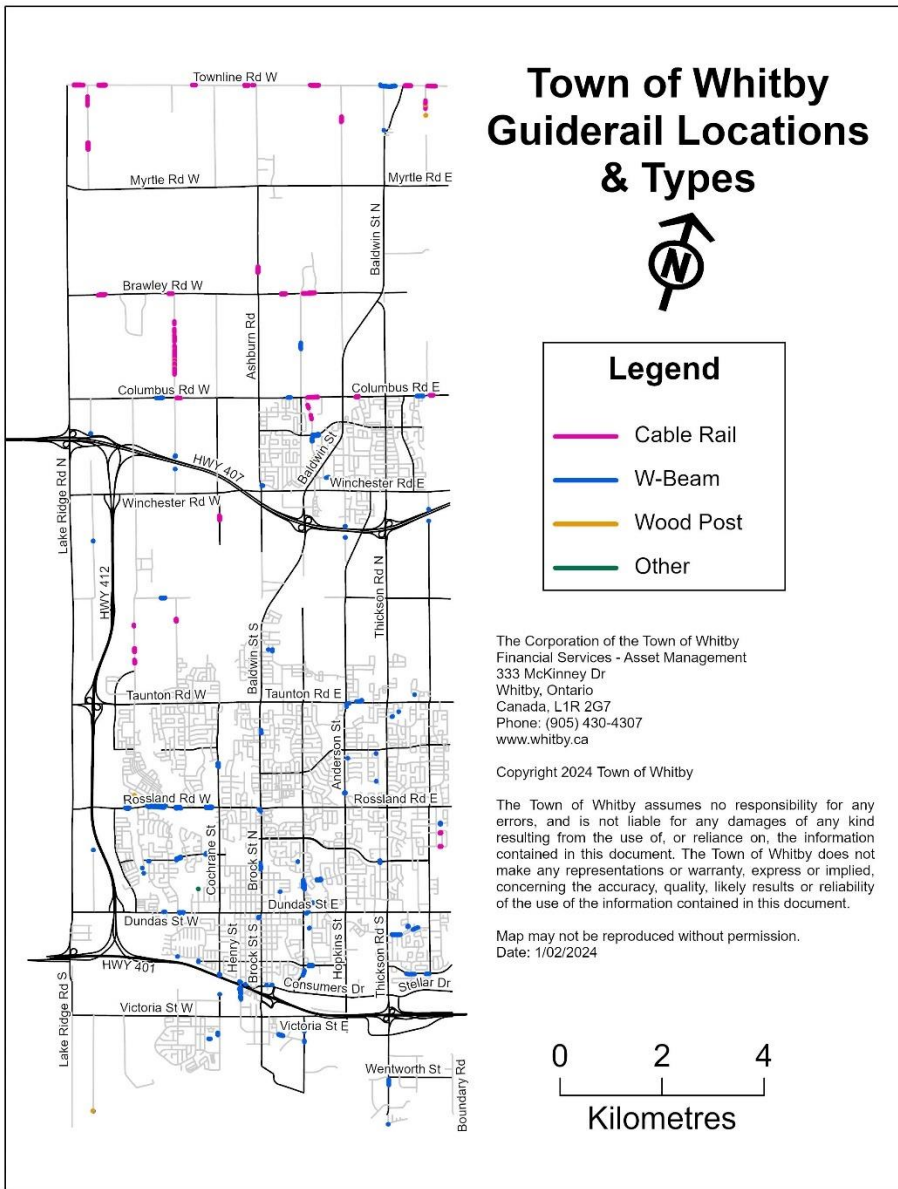 Town of Whitby
Guiderail Locations
& Types
N
Legend
Cable Rail
W-Beam
Wood Post
Other
The Corporation of the Town of Whitby
Financial Services - Asset Management
333 McKinney Dr
Whitby, Ontario
Canada, L1R 2G7
Phone: (905) 430-4307
www.whitby.ca
Copyright 2024 Town of Whitby
The Town of Whitby assumes no responsibility for any
errors, and is not liable for any damages of any kind
resulting from the use of, or reliance on, the information
contained in this document. The Town of Whitby does not
make any representations or warranty, express or implied,
concerning the accuracy, quality, likely results or reliability
of the use of the information contained in this document.
Map may not be reproduced without permission.
Date: 1/02/2024
0 2 4
Kilometres
Townline Rd W
Myrtle Rd W
Myrtle Rd E
Baldwin St N
Brawley Rd W
Ashburn Rd
Columbus Rd W
Columbus Rd E
Baldwin St
HWY 407
Lake Ridge Rd N
Winchester Rd W
Winchester Rd E
HWY 412
Thickson Rd N
Baldwin St S
Taunton Rd W
Taunton Rd E
Anderson St
Rossland Rd W
Rossland Rd E
Cochrane St
Brock St N
Dundas St W
Dundas St E
Henry St
Brock St S
Hopkins St
Thickson Rd S
HWY 401
Consumers Dr
Stellar Dr
Lake Ridge Rd S
Victoria St W
Victoria St E
Wentworth St
Boundary Rd